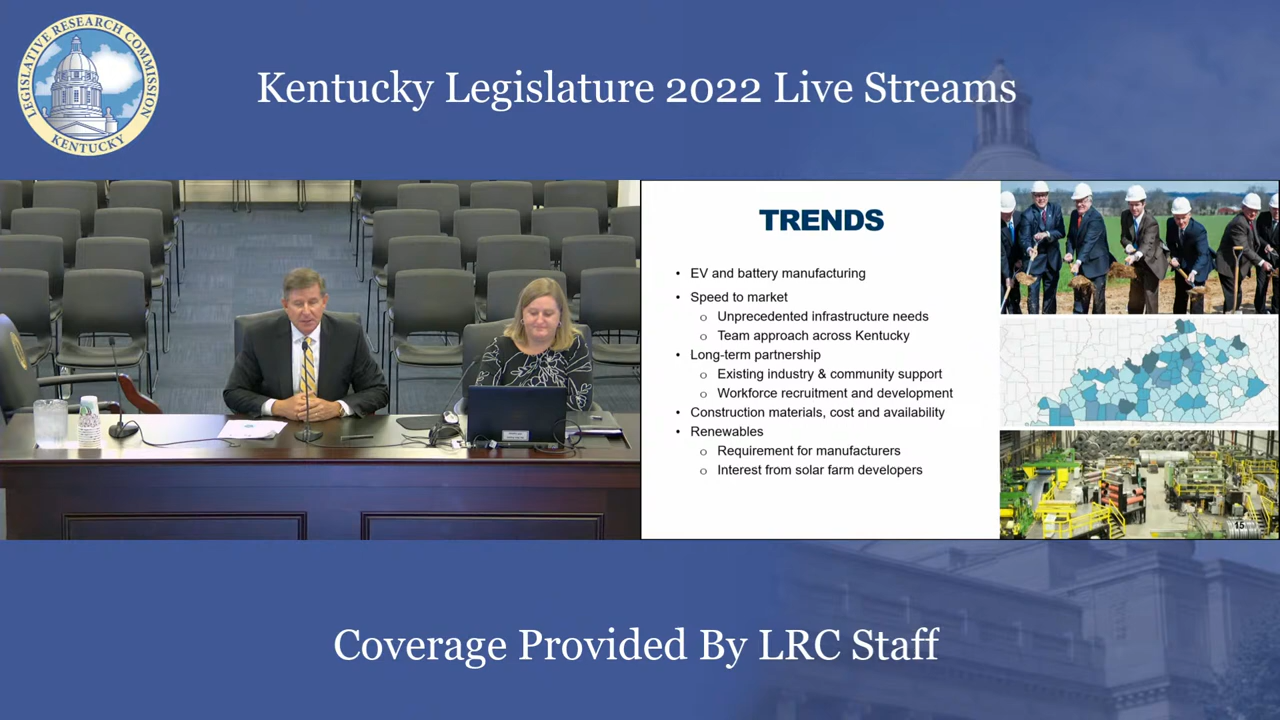 LEGISLATIVE RESEARCH COMMISSION
KENTUCKY
Kentucky Legislature 2022 Live Streams
TRENDS
• EV and battery manufacturing
• Speed to market
o Unprecedented infrastructure needs
o Team approach across Kentucky
• Long-term partnership
o Existing industry & community support
o Workforce recruitment and development
• Construction materials, cost and availability
• Renewables
o Requirement for manufacturers
o Interest from solar farm developers
15
Coverage Provided By LRC Staff